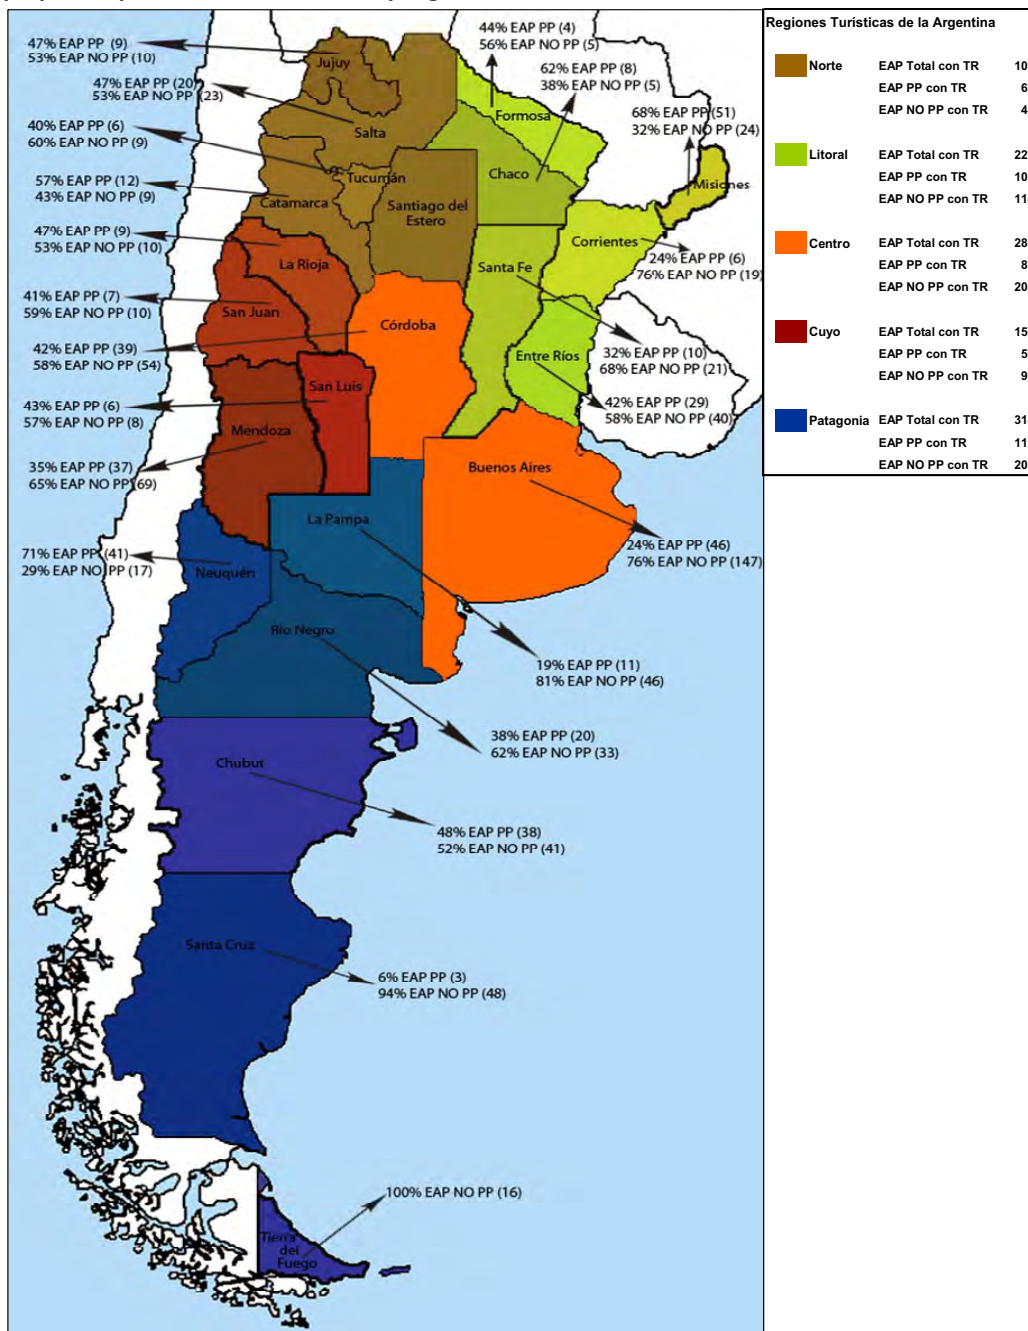 47% EAP PP (9)
53% EAP NO PP (10)
47% EAP PP (20)
53% EAP NO PP (23)
40% EAP PP (6)
60% EAP NO PP (9)
57% EAP PP (12)
43% EAP NO PP (9)
47% EAP PP (9)
53% EAP NO PP (10)
41% EAP PP (7)
59% EAP NO PP (10)
42% EAP PP (39)
58% EAP NO PP (54)
43% EAP PP (6)
57% EAP NO PP (8)
35% EAP PP (37)
65% EAP NO PP (69)
71% EAP PP (41)
29% EAP NO PP (17)
44% EAP PP (4)
56% EAP NO PP (5)
62% EAP PP (8)
38% EAP NO PP (5)
68% EAP PP (51)
32% EAP NO PP (24)
24% EAP PP (6)
76% EAP NO PP (19)
32% EAP PP (10)
68% EAP NO PP (21)
42% EAP PP (29)
58% EAP NO PP (40)
24% EAP PP (46)
76% EAP NO PP (147)
19% EAP PP (11)
81% EAP NO PP (46)
38% EAP PP (20)
62% EAP NO PP (33)
48% EAP PP (38)
52% EAP NO PP (41)
6% EAP PP (3)
94% EAP NO PP (48)
100% EAP NO PP (16)
Jujuy
Salta
Formosa
Chaco
Tucumán
Catamarca
Santiago del
Estero
Misiones
Corrientes
La Rioja
Santa Fe
San Juan
Córdoba
Entre Ríos
San Luis
Mendoza
Buenos Aires
La Pampa
Neuquén
Río Negro
Chubut
Santa Cruz
Tierra
del
Fuego
Regiones Turísticas de la Argentina
Norte EAP Total con TR 10
EAP PP con TR 6
EAP NO PP con TR 4
Litoral EAP Total con TR 22
EAP PP con TR 10
EAP NO PP con TR 11
Centro EAP Total con TR 28
EAP PP con TR 8
EAP NO PP con TR 20
Cuyo EAP Total con TR 15
EAP PP con TR 5
EAP NO PP con TR 9
Patagonia EAP Total con TR 31
EAP PP con TR 11
EAP NO PP con TR 20